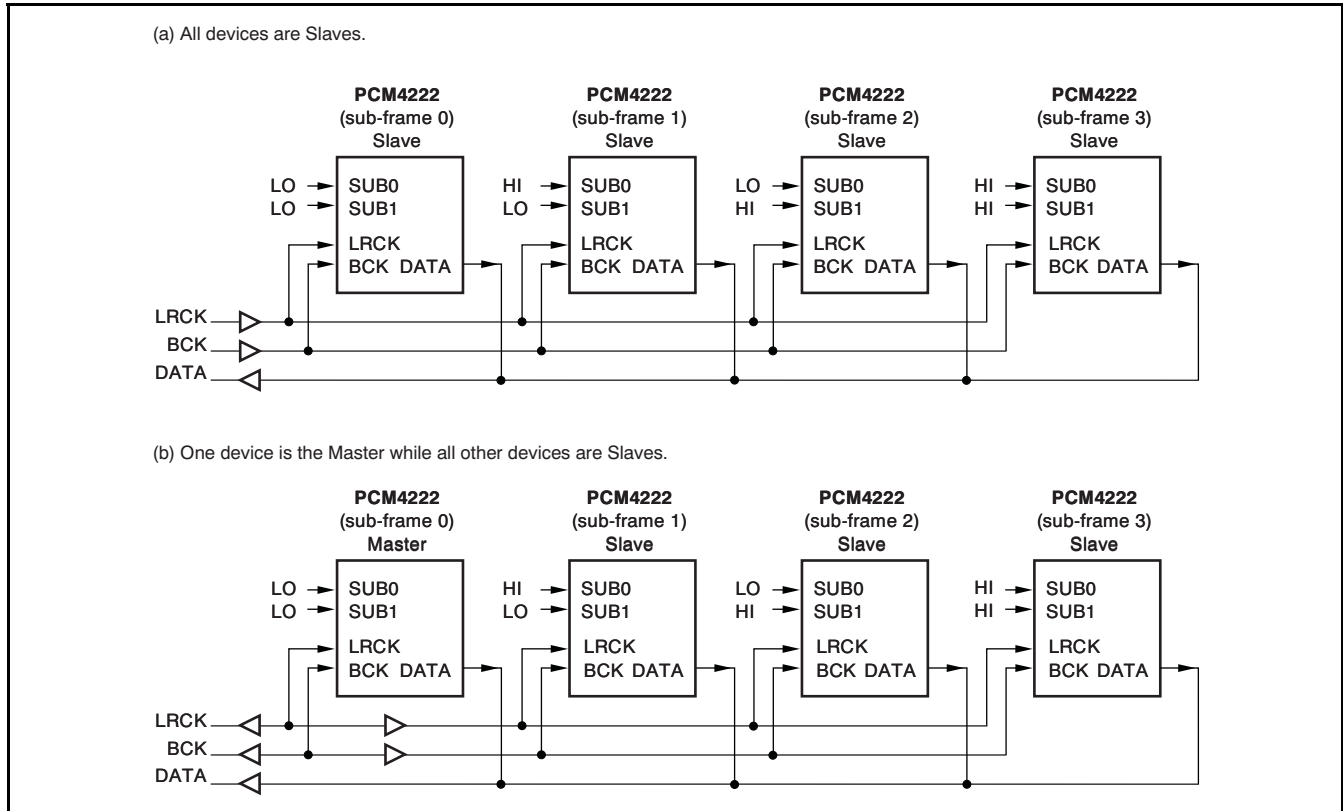 (a) All devices are Slaves.
PCM4222 PCM4222 PCM4222 PCM4222
(sub-frame 0) (sub-frame 1) (sub-frame 2) (sub-frame 3)
Slave Slave Slave Slave
LO SUB0 HI SUB0 LO SUB0 HI SUB0
LO SUB1 LO SUB1 HI SUB1 HI SUB1
LRCK LRCK LRCK LRCK
BCK DATA BCK DATA BCK DATA BCK DATA
LRCK
BCK
DATA
(b) One device is the Master while all other devices are Slaves.
PCM4222 PCM4222 PCM4222 PCM4222
(sub-frame 0) (sub-frame 1) (sub-frame 2) (sub-frame 3)
Master Slave Slave Slave
LO SUB0 HI SUB0 LO SUB0 HI SUB0
LO SUB1 LO SUB1 HI SUB1 HI SUB1
LRCK LRCK LRCK LRCK
BCK DATA BCK DATA BCK DATA BCK DATA
LRCK
BCK
DATA